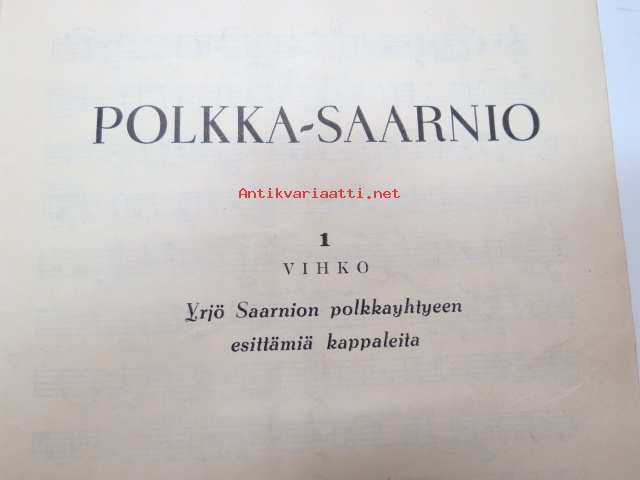 POLKKA-SAARNIO
Antikvariaatti.net
1
VIHKO
Yrjö Saarnion polkkayhtyeen
esittämiä kappaleita